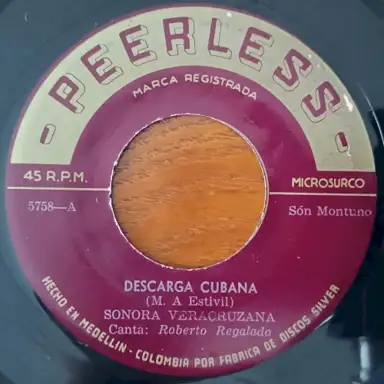 PEERLESS
MARCA REGISTRADA
45 R.P.M.
MICROSURCO
5758—A
Són Montuno
DESCARGA CUBANA
(M. A Estivil)
SONORA VERACRUZANA
Canta: Roberto Regalado
HECHO EN MEDELLIN - COLOMBIA POR FABRICA DE DISCOS SILVER